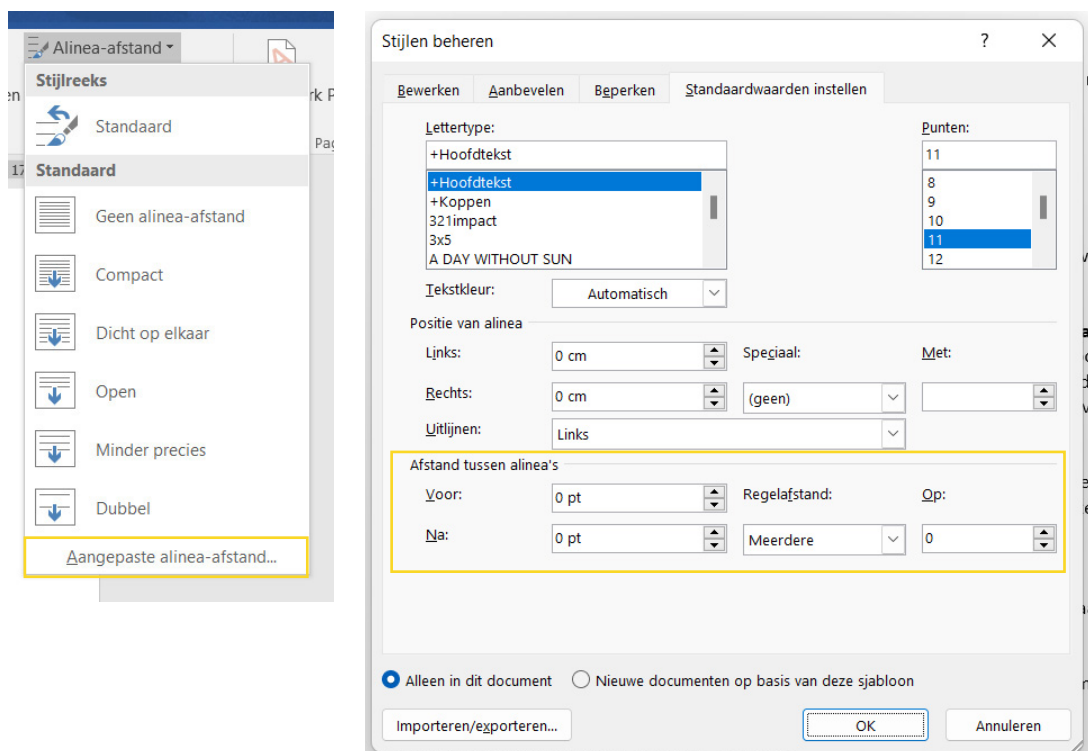 Alinea-afstand
Stijlreeks
Standaard
Standaard
Geen alinea-afstand
Compact
Dicht op elkaar
Open
Minder precies
Dubbel
Aangepaste alinea-afstand...
en
rk P
Pag
17
Stijlen beheren ?
Bewerken Aanbevelen Beperken Standaardwaarden instellen
Lettertype: Punten:
+Hoofdtekst 11
+Hoofdtekst 8
+Koppen 9
321impact 10
3x5 11
A DAY WITHOUT SUN 12
Tekstkleur: Automatisch
Positie van alinea
Links: 0 cm Speciaal: Met:
Rechts: 0 cm (geen)
Uitlijnen: Links
Afstand tussen alinea's
Voor: 0 pt Regelafstand: Op:
Na: 0 pt Meerdere 0
Alleen in dit document Nieuwe documenten op basis van deze sjabloon
Importeren/exporteren... OK Annuleren